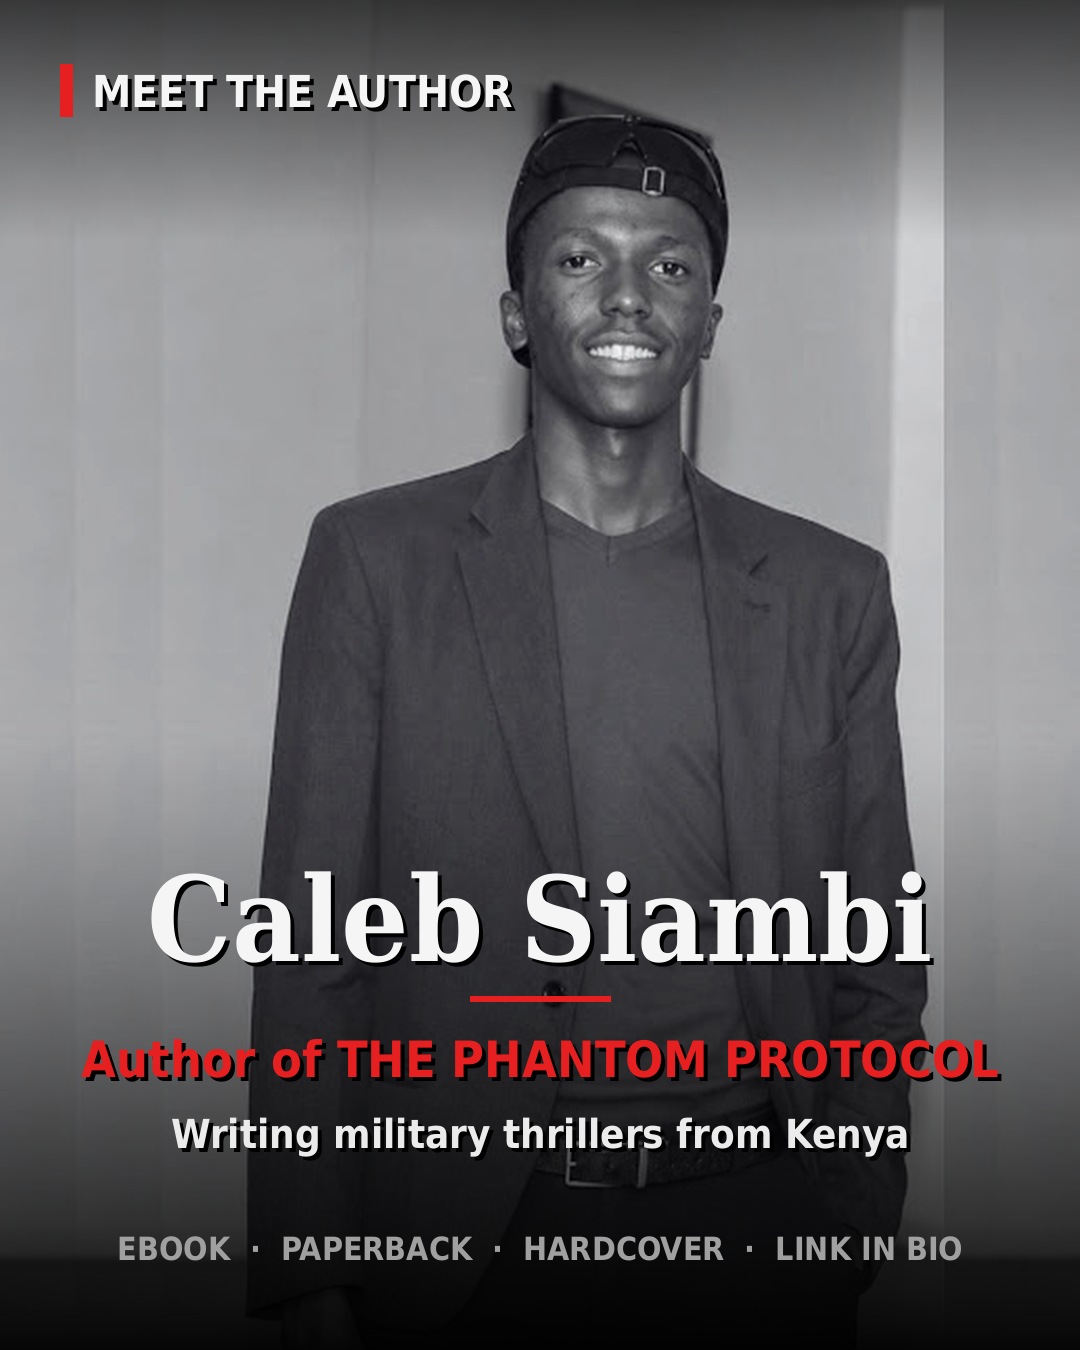 MEET THE AUTHOR
Caleb Siambi
Author of THE PHANTOM PROTOCOL
Writing military thrillers from Kenya
EBOOK · PAPERBACK · HARDCOVER · LINK IN BIO